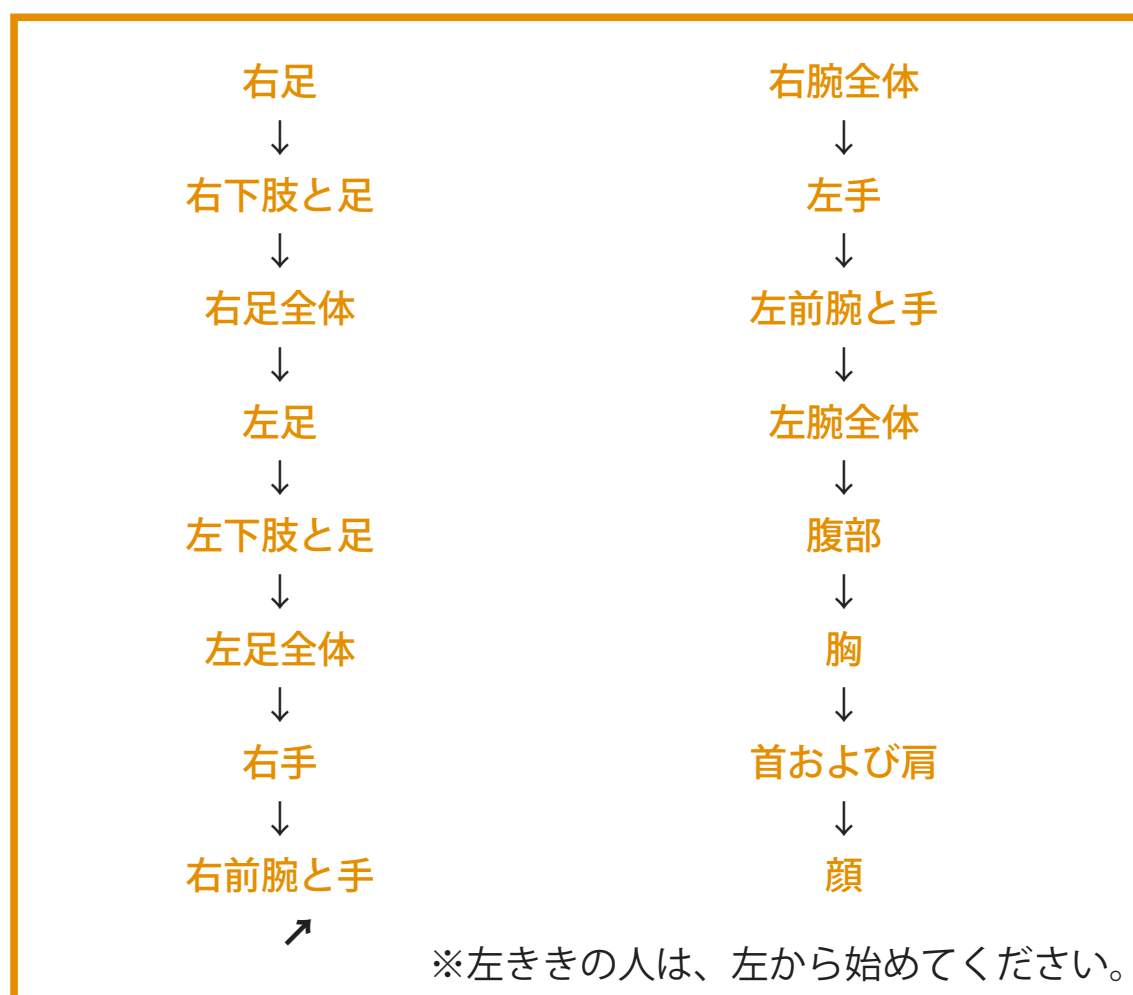 右足
↓
右下肢と足
↓
右足全体
↓
左足
↓
左下肢と足
↓
左足全体
↓
右手
↓
右前腕と手
↗
右腕全体
↓
左手
↓
左前腕と手
↓
左腕全体
↓
腹部
↓
胸
↓
首および肩
↓
顔
※左ききの人は、左から始めてください。